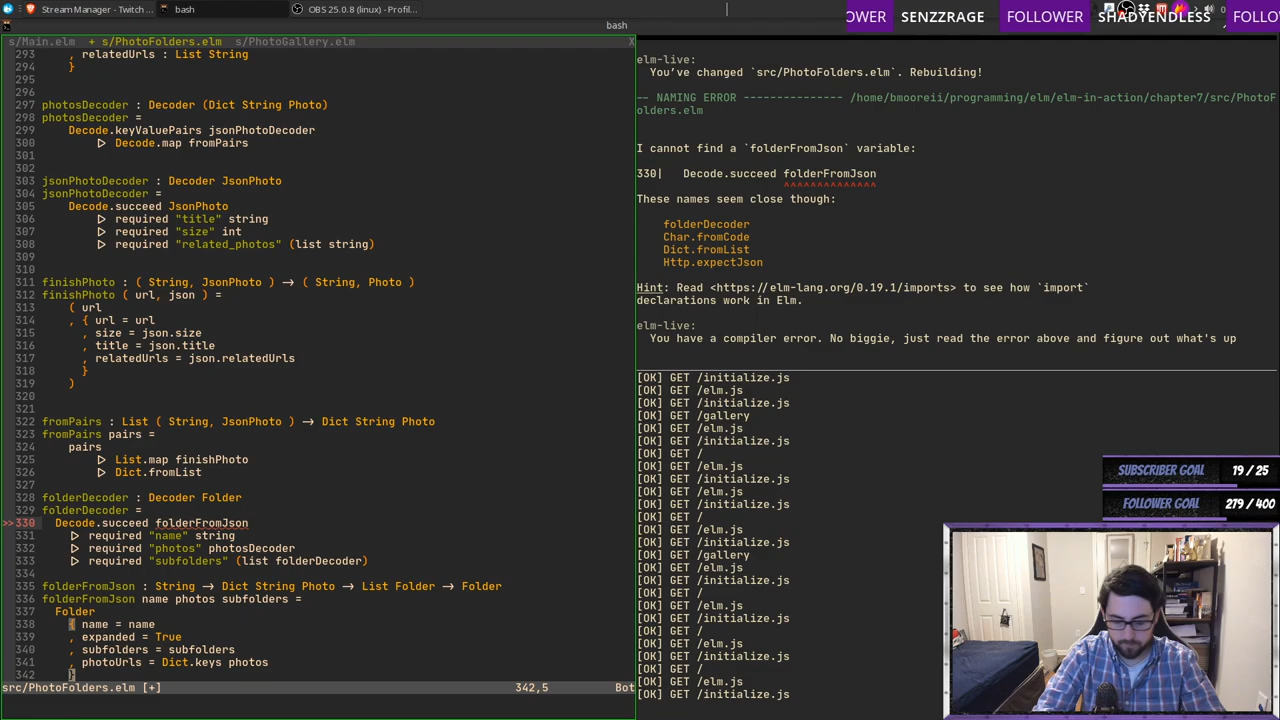 Stream Manager - Twitch
bash
OBS 25.0.8 (linux) - Profil...
bash
OWER SENZZRAGE FOLLOWER SHADYENDLESS FOLLO
s/Main.elm + s/PhotoFolders.elm s/PhotoGallery.elm X
293 , relatedUrls : List String
294 }
295
296
297 photosDecoder : Decoder (Dict String Photo)
298 photosDecoder =
299 Decode.keyValuePairs jsonPhotoDecoder
300 ▷ Decode.map fromPairs
301
302
303 jsonPhotoDecoder : Decoder JsonPhoto
304 jsonPhotoDecoder =
305 Decode.succeed JsonPhoto
306 ▷ required "title" string
307 ▷ required "size" int
308 ▷ required "related_photos" (list string)
309
310
311 finishPhoto : ( String, JsonPhoto ) → ( String, Photo )
312 finishPhoto ( url, json ) =
313 ( url
314 , { url = url
315 , size = json.size
316 , title = json.title
317 , relatedUrls = json.relatedUrls
318 }
319 )
320
321
322 fromPairs : List ( String, JsonPhoto ) → Dict String Photo
323 fromPairs pairs =
324 pairs
325 ▷ List.map finishPhoto
326 ▷ Dict.fromList
327
328 folderDecoder : Decoder Folder
329 folderDecoder =
>>330 Decode.succeed folderFromJson
331 ▷ required "name" string
332 ▷ required "photos" photosDecoder
333 ▷ required "subfolders" (list folderDecoder)
334
335 folderFromJson : String → Dict String Photo → List Folder → Folder
336 folderFromJson name photos subfolders =
337 Folder
338 { name = name
339 , expanded = True
340 , subfolders = subfolders
341 , photoUrls = Dict.keys photos
342 }
src/PhotoFolders.elm [+] 342,5 Bot
elm-live:
You've changed `src/PhotoFolders.elm`. Rebuilding!
-- NAMING ERROR --------------- /home/bmooreii/programming/elm/elm-in-action/chapter7/src/PhotoF
olders.elm
I cannot find a `folderFromJson` variable:
330| Decode.succeed folderFromJson
^^^^^^^^^^^^^^
These names seem close though:
folderDecoder
Char.fromCode
Dict.fromList
Http.expectJson
Hint: Read <https://elm-lang.org/0.19.1/imports> to see how `import`
declarations work in Elm.
elm-live:
You have a compiler error. No biggie, just read the error above and figure out what's up
[OK] GET /initialize.js
[OK] GET /elm.js
[OK] GET /initialize.js
[OK] GET /gallery
[OK] GET /elm.js
[OK] GET /initialize.js
[OK] GET /
[OK] GET /elm.js
[OK] GET /initialize.js
[OK] GET /elm.js
[OK] GET /initialize.js
[OK] GET /
[OK] GET /elm.js
[OK] GET /initialize.js
[OK] GET /gallery
[OK] GET /elm.js
[OK] GET /initialize.js
[OK] GET /
[OK] GET /elm.js
[OK] GET /initialize.js
[OK] GET /
[OK] GET /elm.js
[OK] GET /initialize.js
[OK] GET /
[OK] GET /elm.js
[OK] GET /initialize.js
SUBSCRIBER GOAL 19 / 25
FOLLOWER GOAL 279 / 400